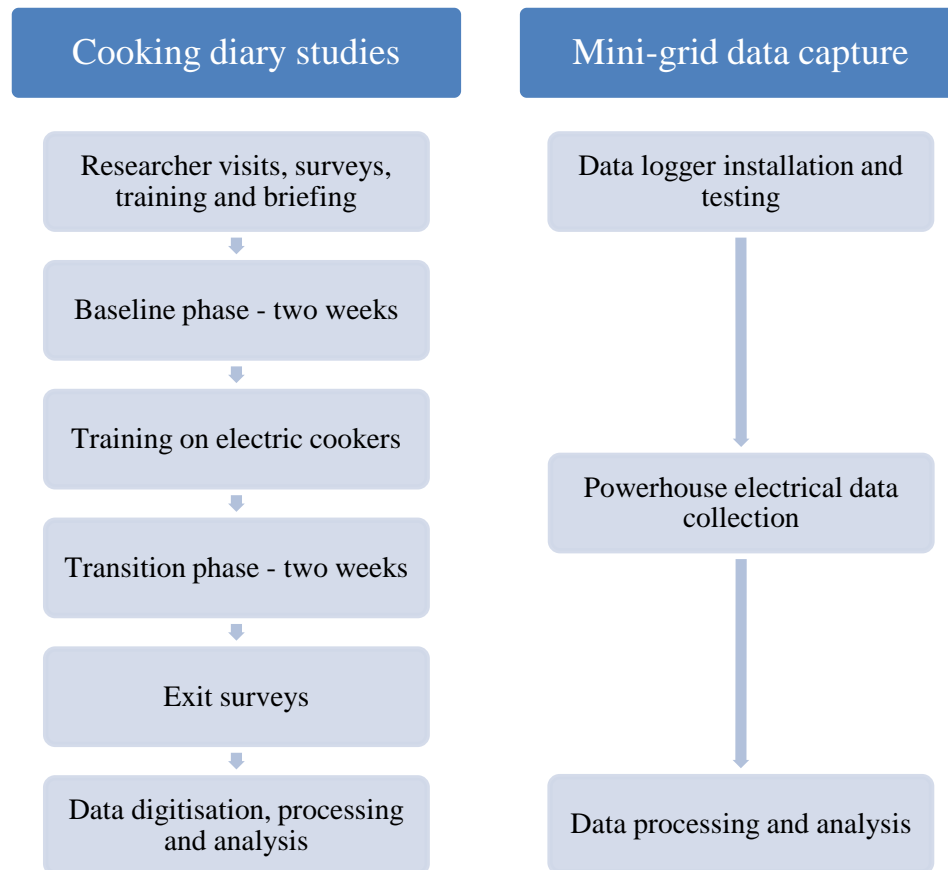 Cooking diary studies
Researcher visits, surveys,
training and briefing
Baseline phase - two weeks
Training on electric cookers
Transition phase - two weeks
Exit surveys
Data digitisation, processing
and analysis
Mini-grid data capture
Data logger installation and
testing
Powerhouse electrical data
collection
Data processing and analysis